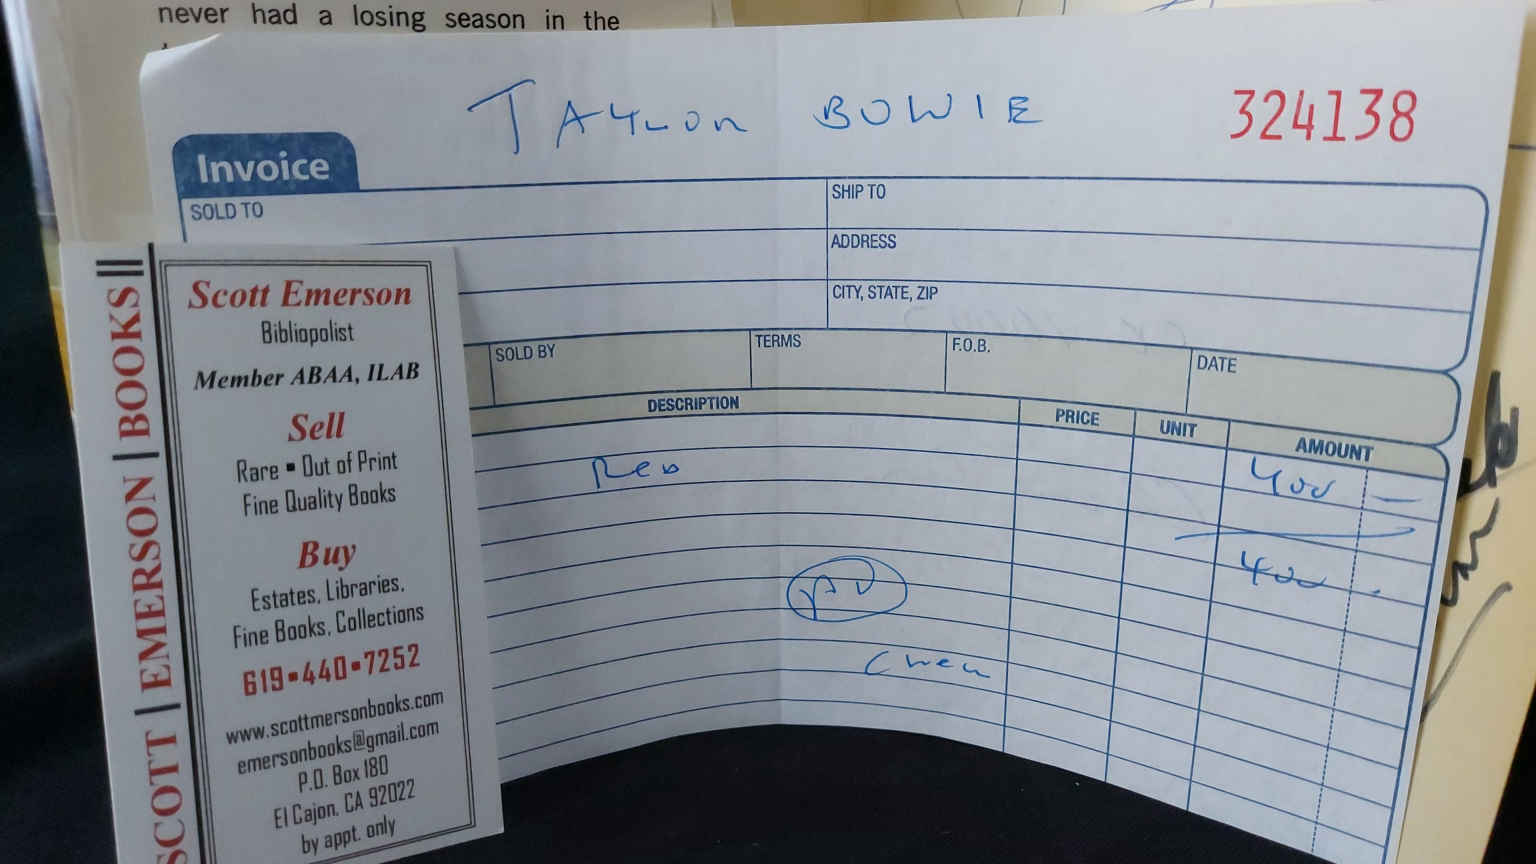 never had a losing season in the
TAYLOR BOWIE
324138
Invoice
SOLD TO
SHIP TO
ADDRESS
CITY, STATE, ZIP
SOLD BY
TERMS
F.O.B.
DATE
DESCRIPTION
PRICE
UNIT
AMOUNT
400 —
400 -
SCOTT | EMERSON | BOOKS
Scott Emerson
Bibliopolist
Member ABAA, ILAB
Sell
Rare ▪ Out of Print
Fine Quality Books
Buy
Estates, Libraries,
Fine Books, Collections
619▪440▪7252
www.scottmersonbooks.com
emersonbooks@gmail.com
P.O. Box 180
El Cajon, CA 92022
by appt. only